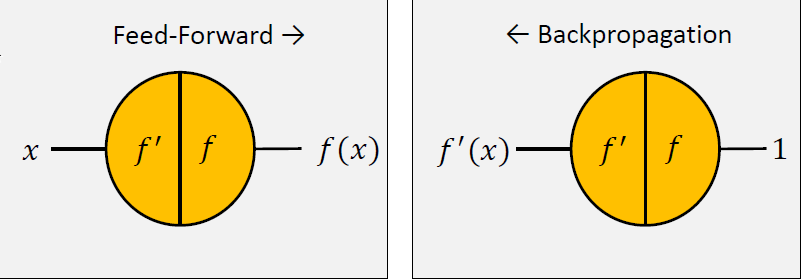 Feed-Forward →
x f′ f f(x)
← Backpropagation
f′(x) f′ f 1